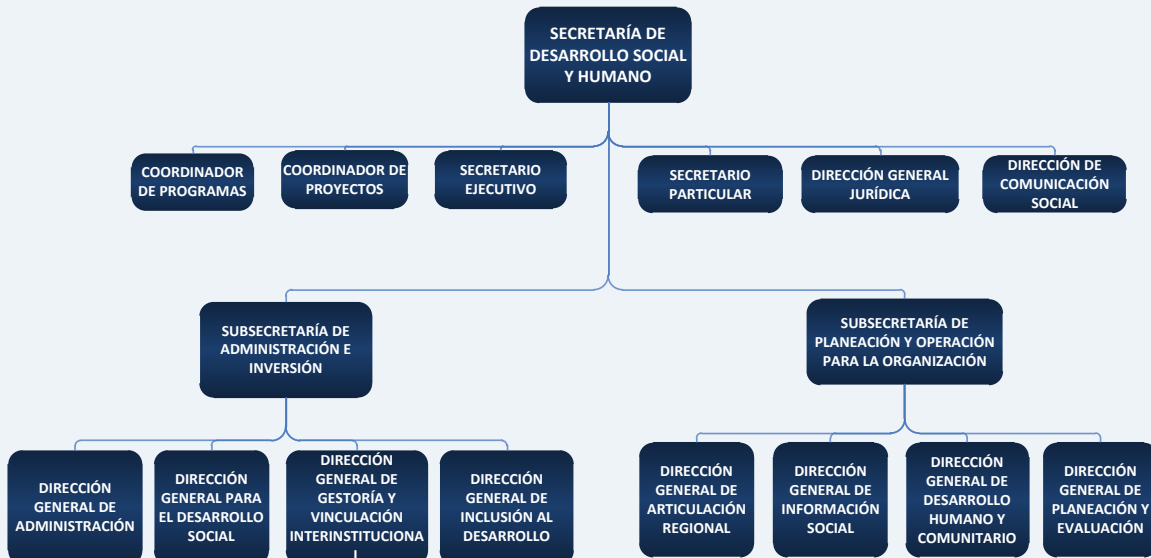 SECRETARÍA DE
DESARROLLO SOCIAL
Y HUMANO
COORDINADOR
DE PROGRAMAS
COORDINADOR DE
PROYECTOS
SECRETARIO
EJECUTIVO
SECRETARIO
PARTICULAR
DIRECCIÓN GENERAL
JURÍDICA
DIRECCIÓN DE
COMUNICACIÓN
SOCIAL
SUBSECRETARÍA DE
ADMINISTRACIÓN E
INVERSIÓN
SUBSECRETARÍA DE
PLANEACIÓN Y OPERACIÓN
PARA LA ORGANIZACIÓN
DIRECCIÓN
GENERAL DE
ADMINISTRACIÓN
DIRECCIÓN
GENERAL PARA
EL DESARROLLO
SOCIAL
DIRECCIÓN
GENERAL DE
GESTORÍA Y
VINCULACIÓN
INTERINSTITUCIONA
L
DIRECCIÓN
GENERAL DE
INCLUSIÓN AL
DESARROLLO
DIRECCIÓN
GENERAL DE
ARTICULACIÓN
REGIONAL
DIRECCIÓN
GENERAL DE
INFORMACIÓN
SOCIAL
DIRECCIÓN
GENERAL DE
DESARROLLO
HUMANO Y
COMUNITARIO
DIRECCIÓN
GENERAL DE
PLANEACIÓN Y
EVALUACIÓN